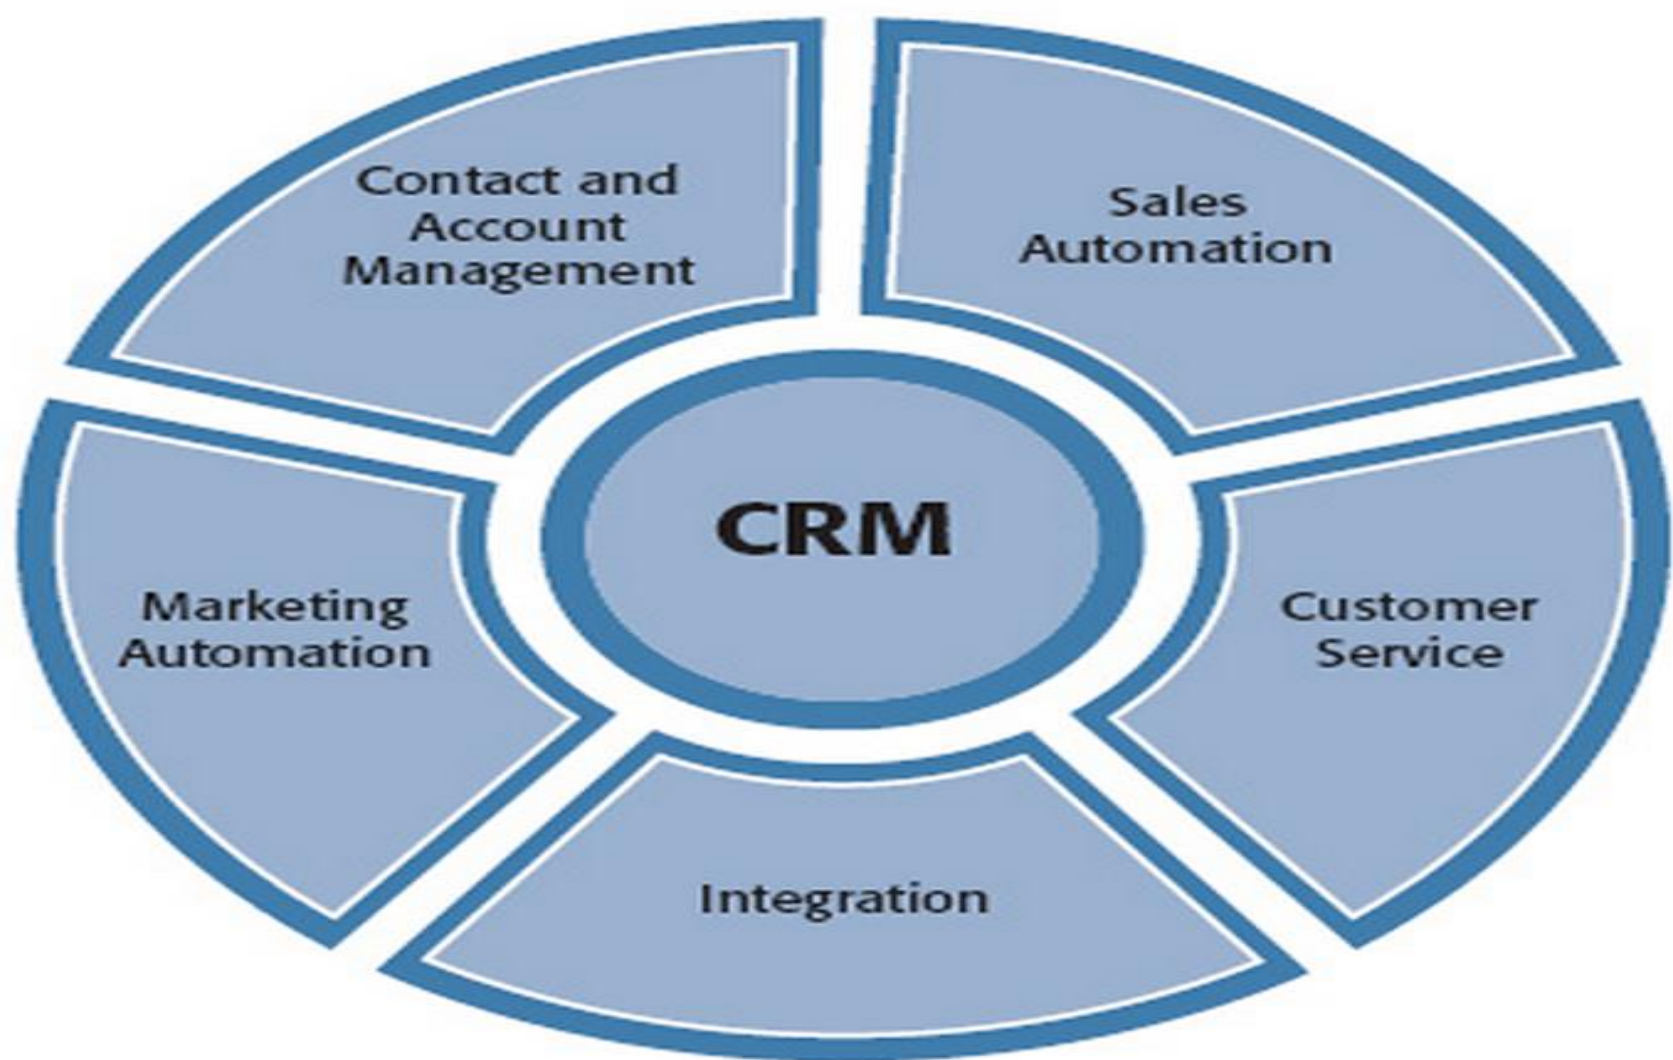 Contact and
Account
Management
Sales
Automation
CRM
Marketing
Automation
Customer
Service
Integration